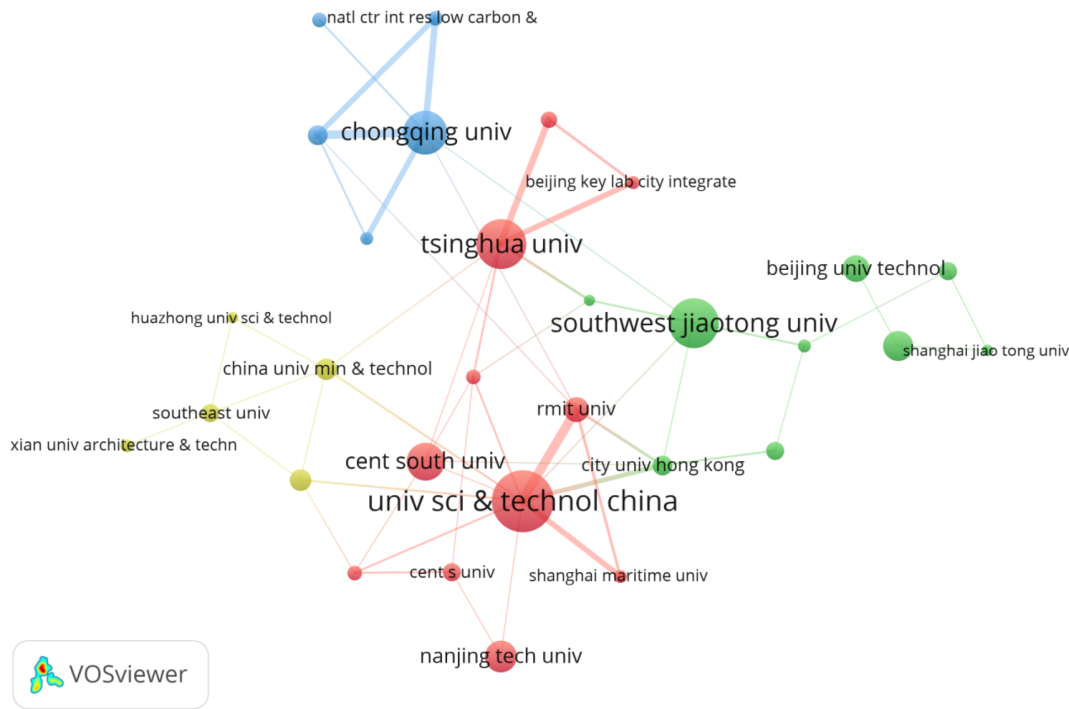 natl ctr int res low carbon &
chongqing univ
beijing key lab city integrate
tsinghua univ
beijing univ technol
huazhong univ sci & technol
southwest jiaotong univ
shanghai jiao tong univ
china univ min & technol
southeast univ
rmit univ
xian univ architecture & techn
cent south univ
city univ hong kong
univ sci & technol china
cent s univ
shanghai maritime univ
nanjing tech univ
VOSviewer